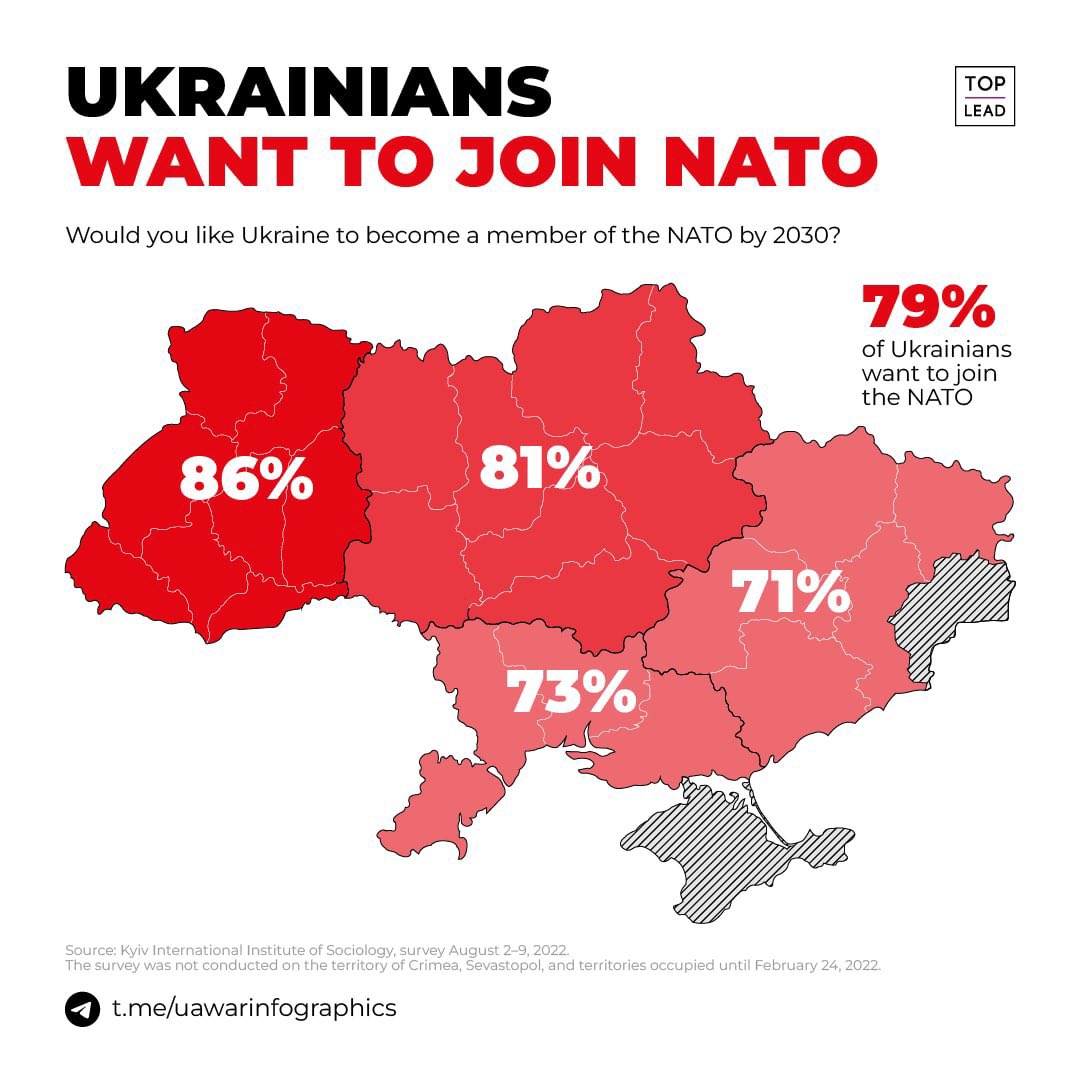 UKRAINIANS
WANT TO JOIN NATO
TOP
LEAD
Would you like Ukraine to become a member of the NATO by 2030?
79%
of Ukrainians
want to join
the NATO
86%
81%
71%
73%
Source: Kyiv International Institute of Sociology, survey August 2–9, 2022.
The survey was not conducted on the territory of Crimea, Sevastopol, and territories occupied until February 24, 2022.
t.me/uawarinfographics